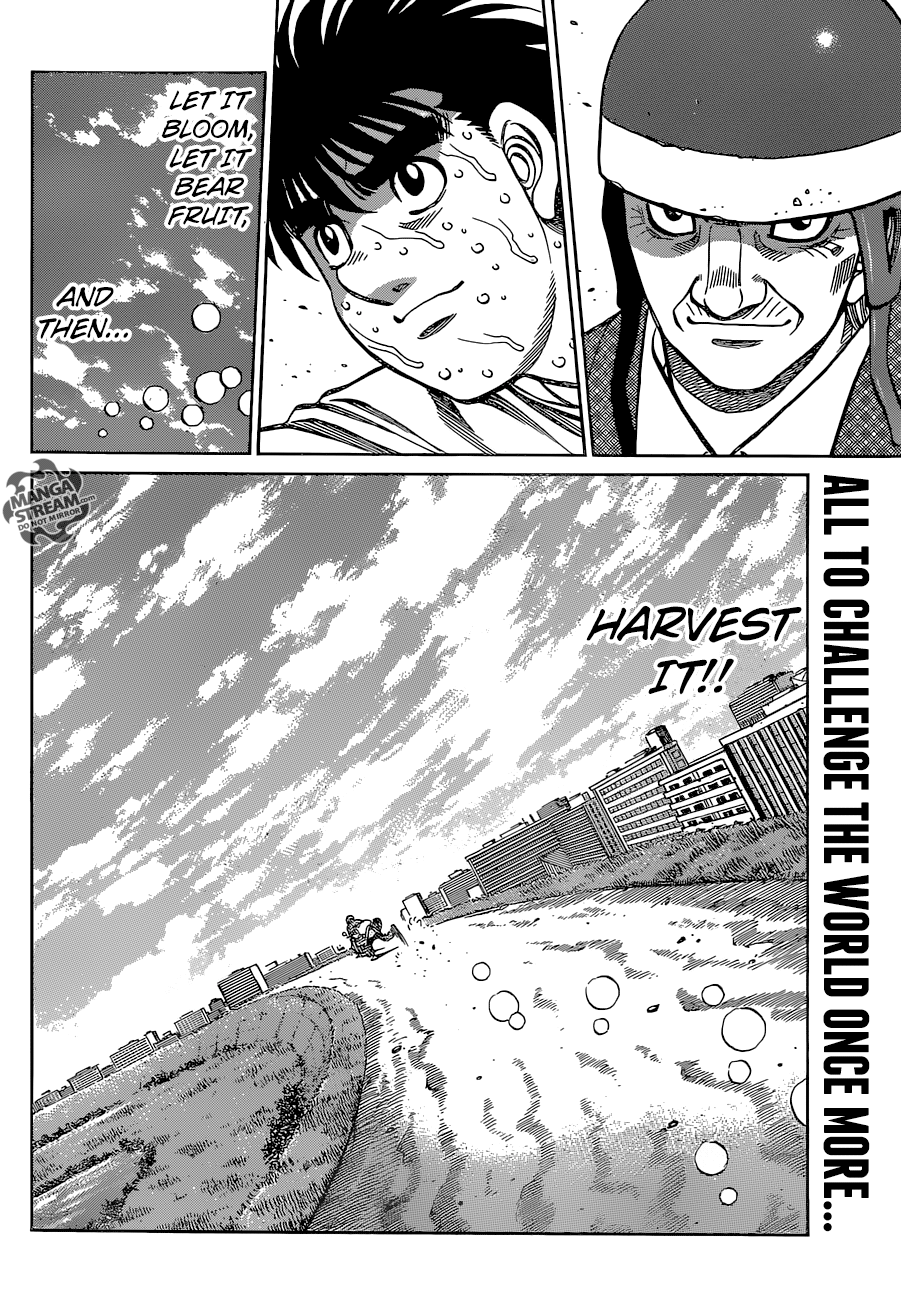 LET IT
BLOOM,
LET IT
BEAR
FRUIT,
AND
THEN...
MANGA
STREAM.com
DO NOT MIRROR
HARVEST
IT!!
ALL TO CHALLENGE THE WORLD ONCE MORE...